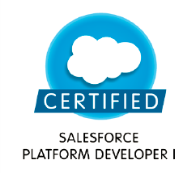 CERTIFIED
SALESFORCE
PLATFORM DEVELOPER I